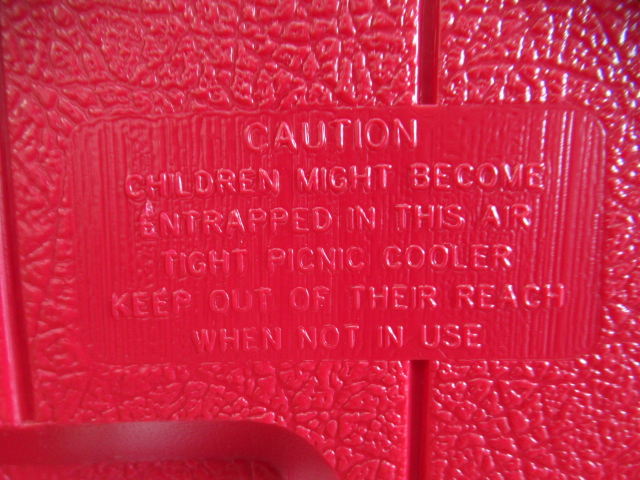 CAUTION
CHILDREN MIGHT BECOME
ENTRAPPED IN THIS AIR
TIGHT PICNIC COOLER
KEEP OUT OF THEIR REACH
WHEN NOT IN USE